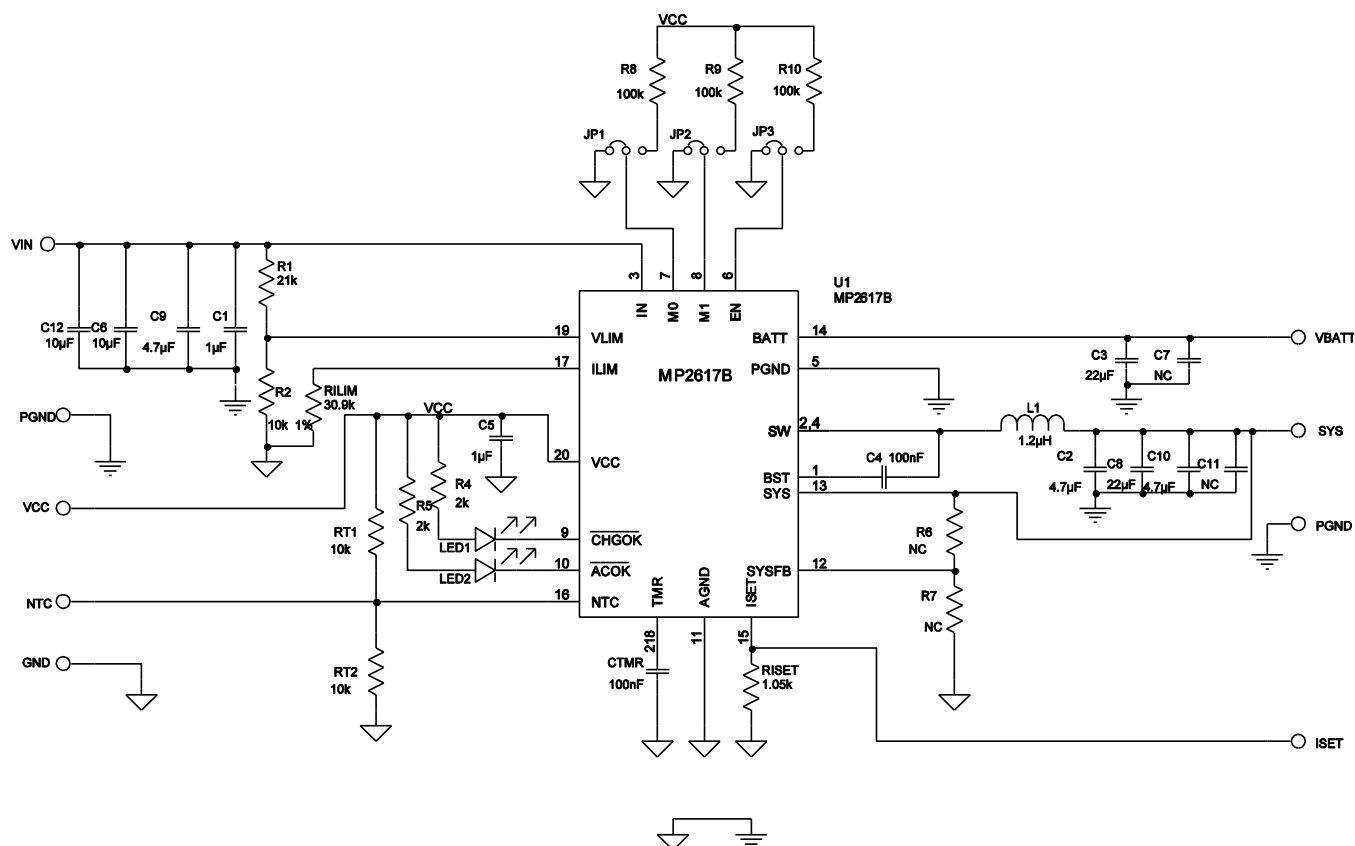 VCC
R8
100k
R9
100k
R10
100k
JP1
JP2
JP3
VIN
3
7
8
6
U1
MP2617B
R1
21k
IN
M0
M1
EN
C12
10µF
C6
10µF
C9
4.7µF
C1
1µF
19
VLIM
BATT
14
VBATT
17
ILIM
PGND
5
MP2617B
C3
22µF
C7
NC
R2
10k
RILIM
30.9k
1%
PGND
VCC
C5
1µF
SW
2,4
L1
1.2µH
SYS
20
VCC
C4
100nF
BST
1
SYS
13
C2
4.7µF
C8
22µF
C10
4.7µF
C11
NC
R4
2k
R5
2k
VCC
RT1
10k
LED1
9
CHGOK
R6
NC
PGND
LED2
10
ACOK
SYSFB
12
NTC
16
NTC
TMR
AGND
ISET
R7
NC
218
11
15
GND
RT2
10k
CTMR
100nF
RISET
1.05k
ISET